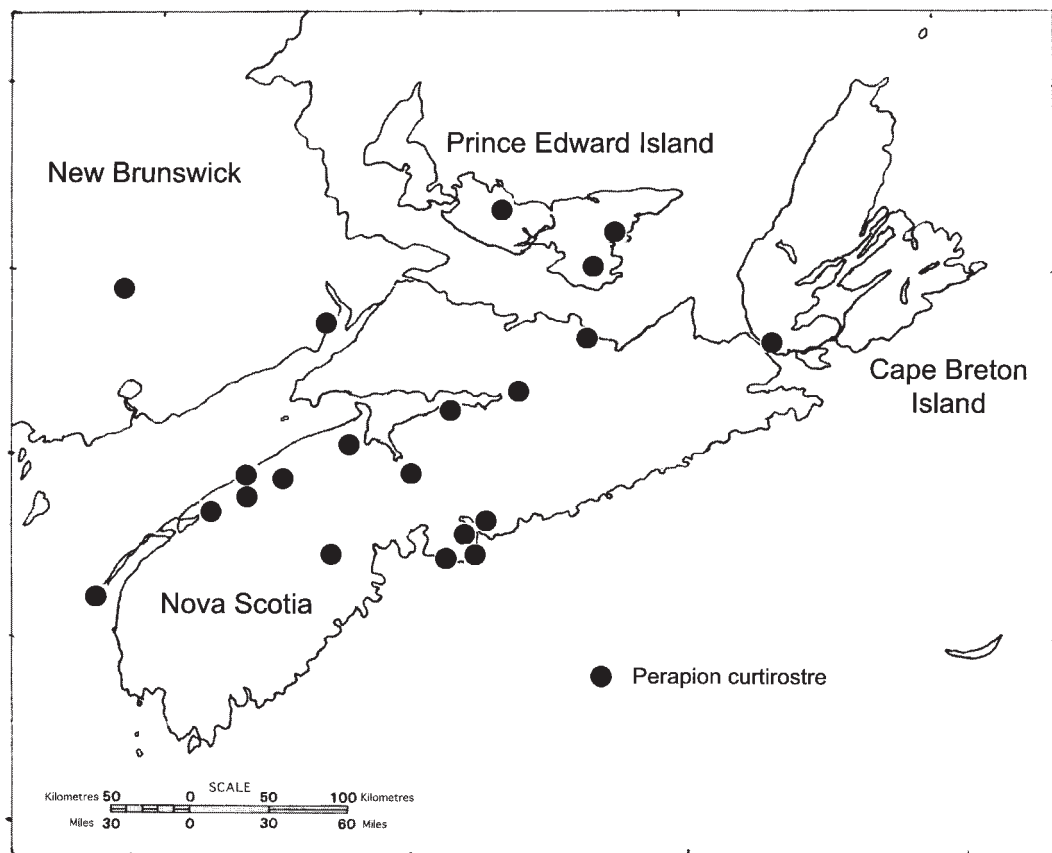 Prince Edward Island
New Brunswick
Cape Breton
Island
Nova Scotia
Perapion curtirostre
SCALE
Kilometres 50 0 50 100 Kilometres
Miles 30 0 30 60 Miles